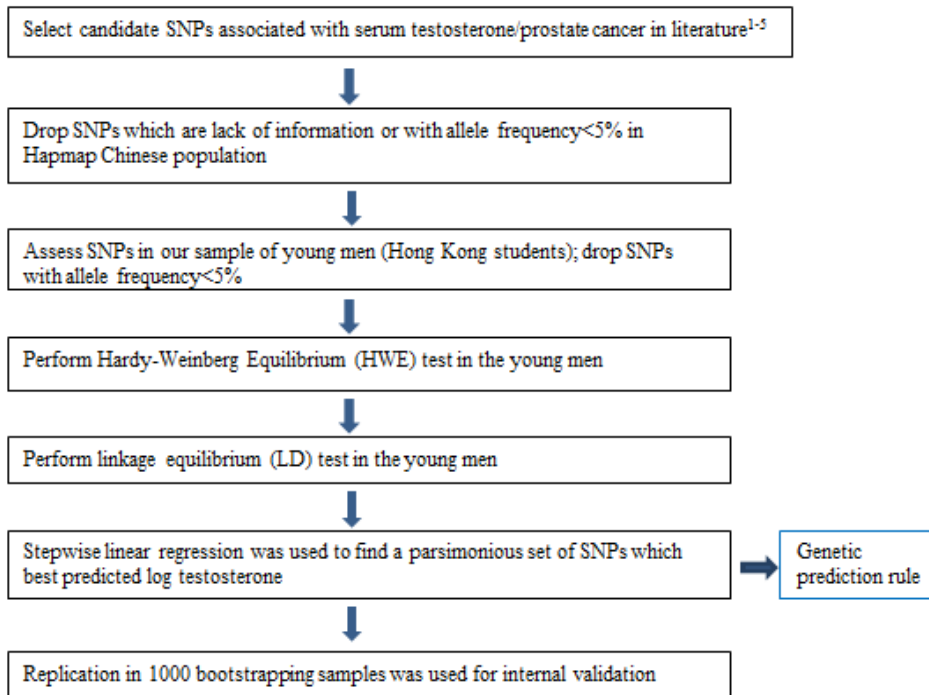 Select candidate SNPs associated with serum testosterone/prostate cancer in literature1-5
Drop SNPs which are lack of information or with allele frequency<5% in
Hapmap Chinese population
Assess SNPs in our sample of young men (Hong Kong students); drop SNPs
with allele frequency<5%
Perform Hardy-Weinberg Equilibrium (HWE) test in the young men
Perform linkage equilibrium (LD) test in the young men
Stepwise linear regression was used to find a parsimonious set of SNPs which
best predicted log testosterone
Genetic
prediction rule
Replication in 1000 bootstrapping samples was used for internal validation